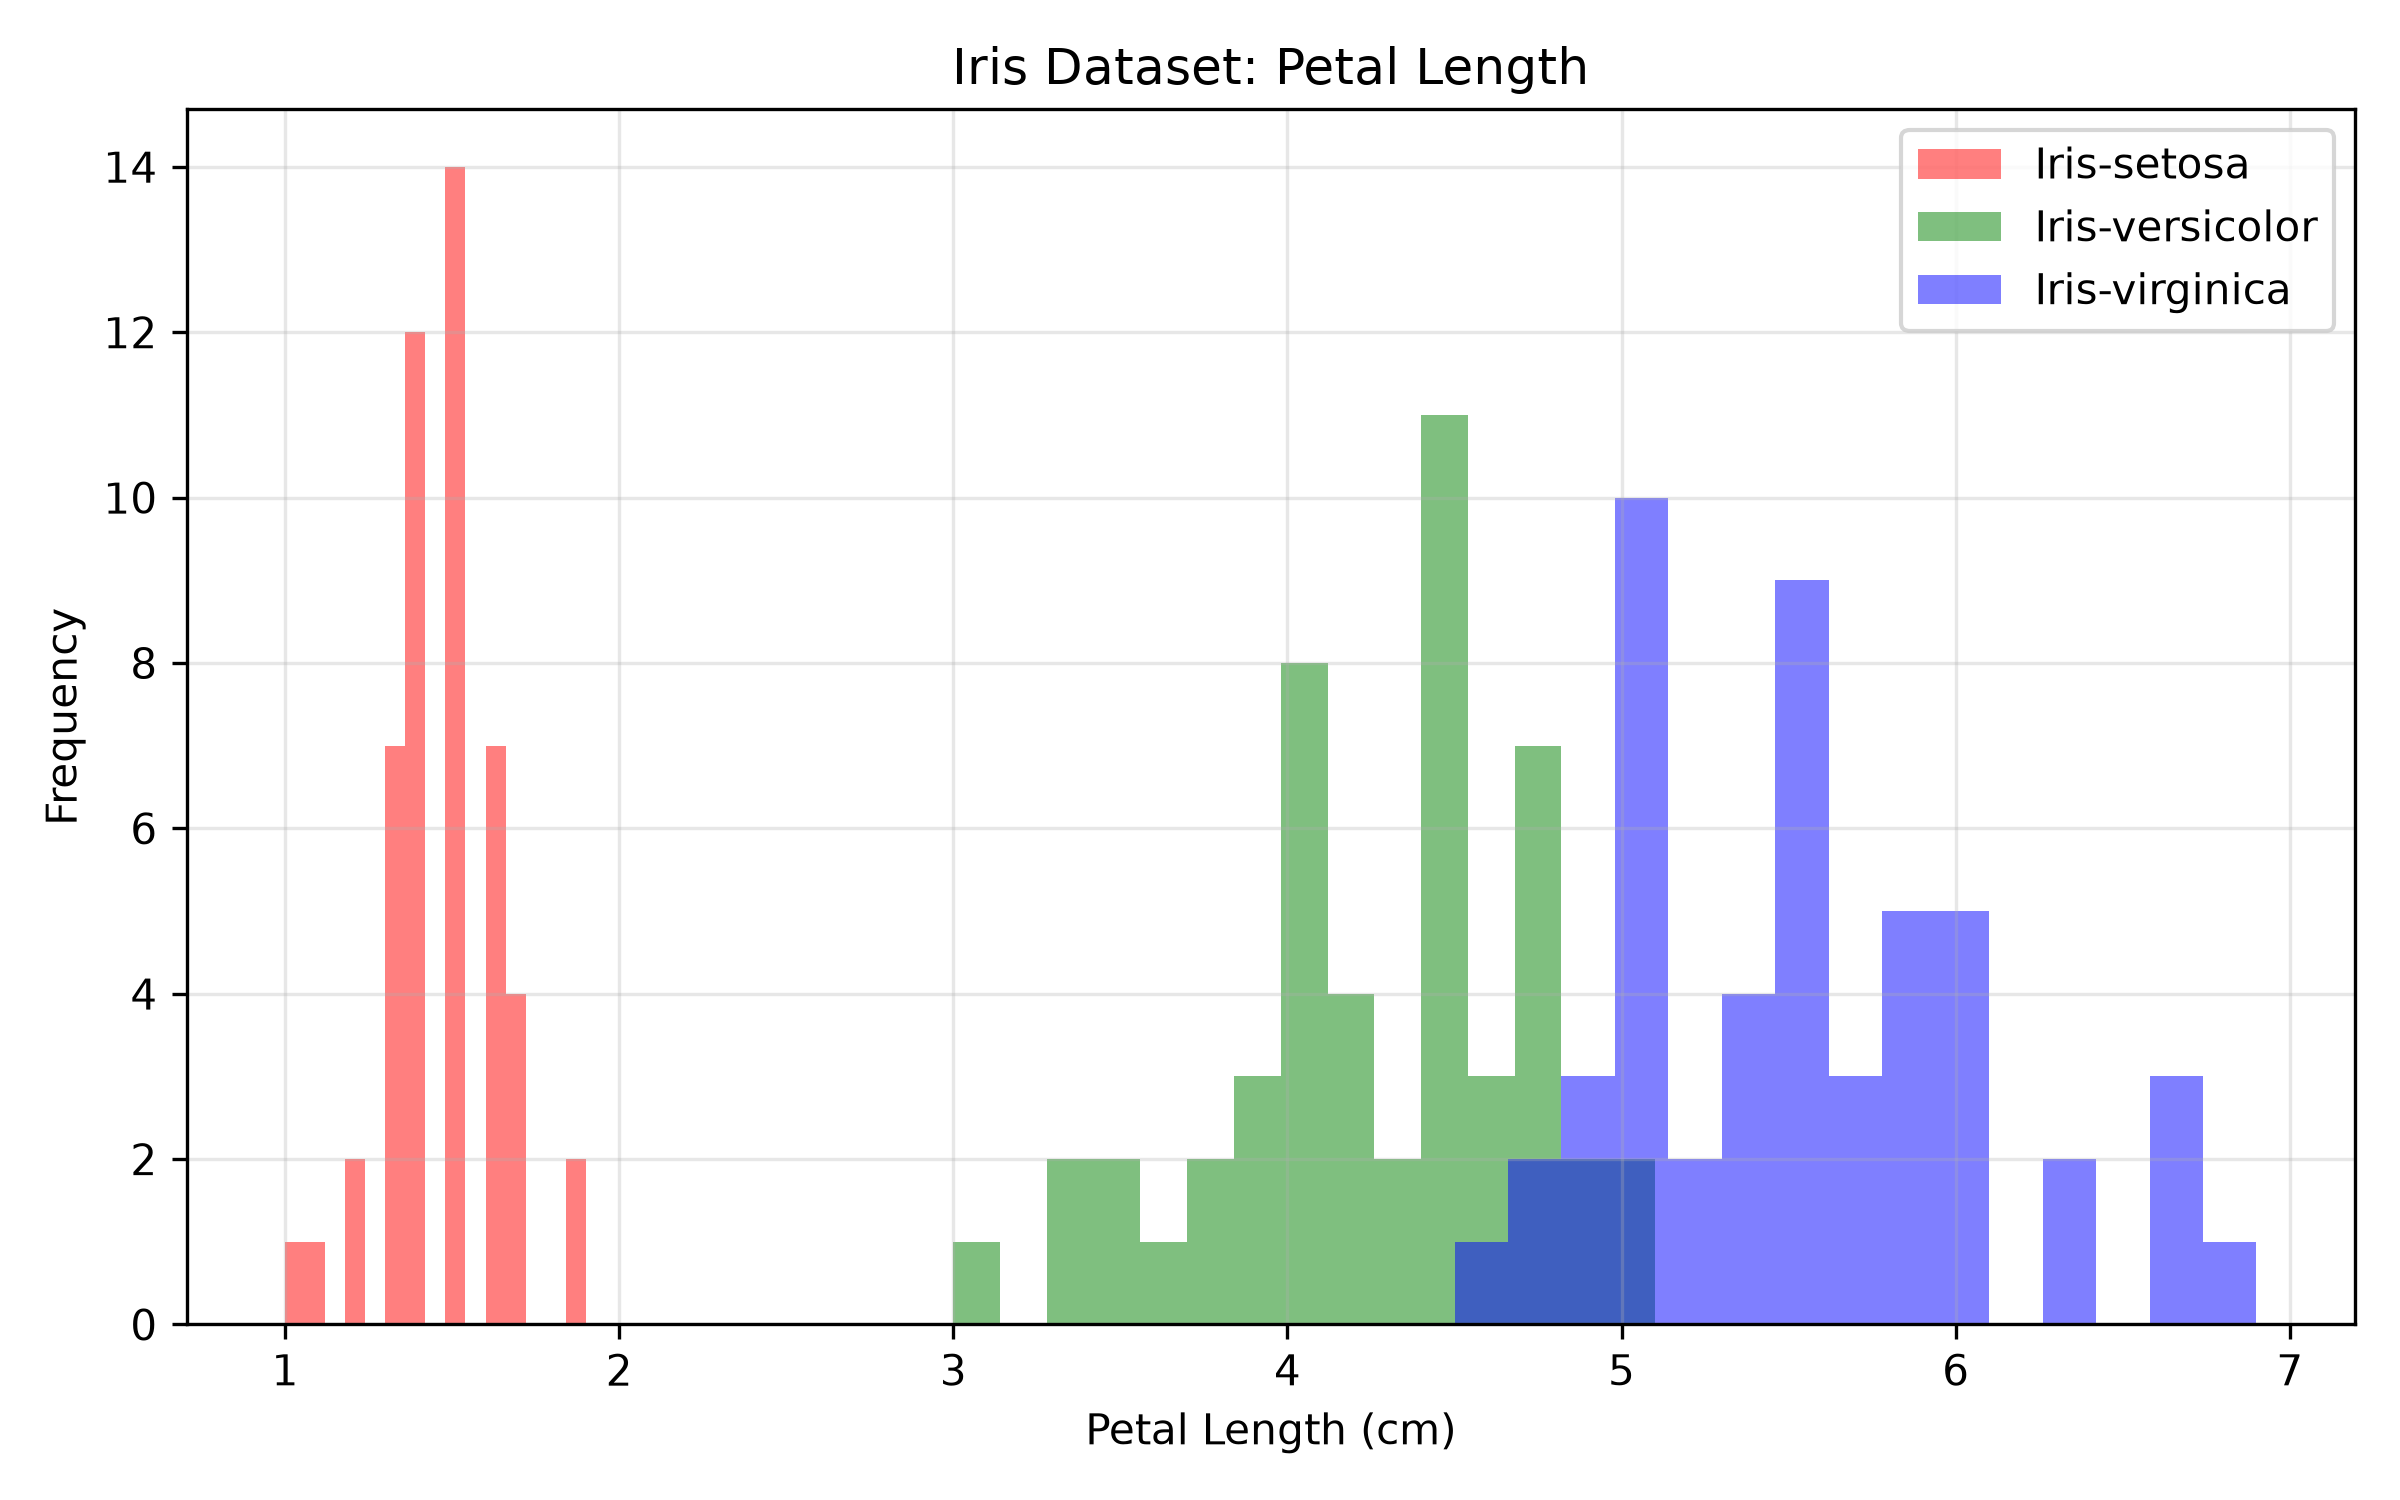 Iris Dataset: Petal Length
Iris-setosa
Iris-versicolor
Iris-virginica
Frequency
14
12
10
8
6
4
2
0
1 2 3 4 5 6 7
Petal Length (cm)